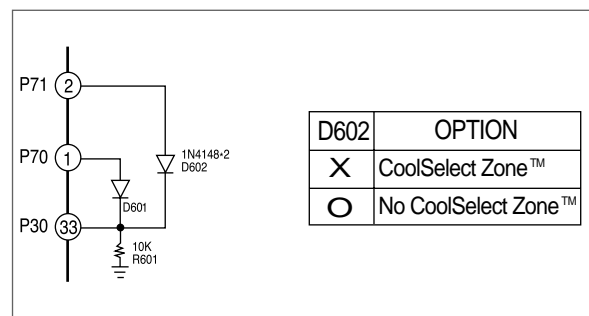 P71 2
P70 1
P30 33
1N4148*2
D602
D601
10K
R601
D602 OPTION
X CoolSelect Zone™
O No CoolSelect Zone™